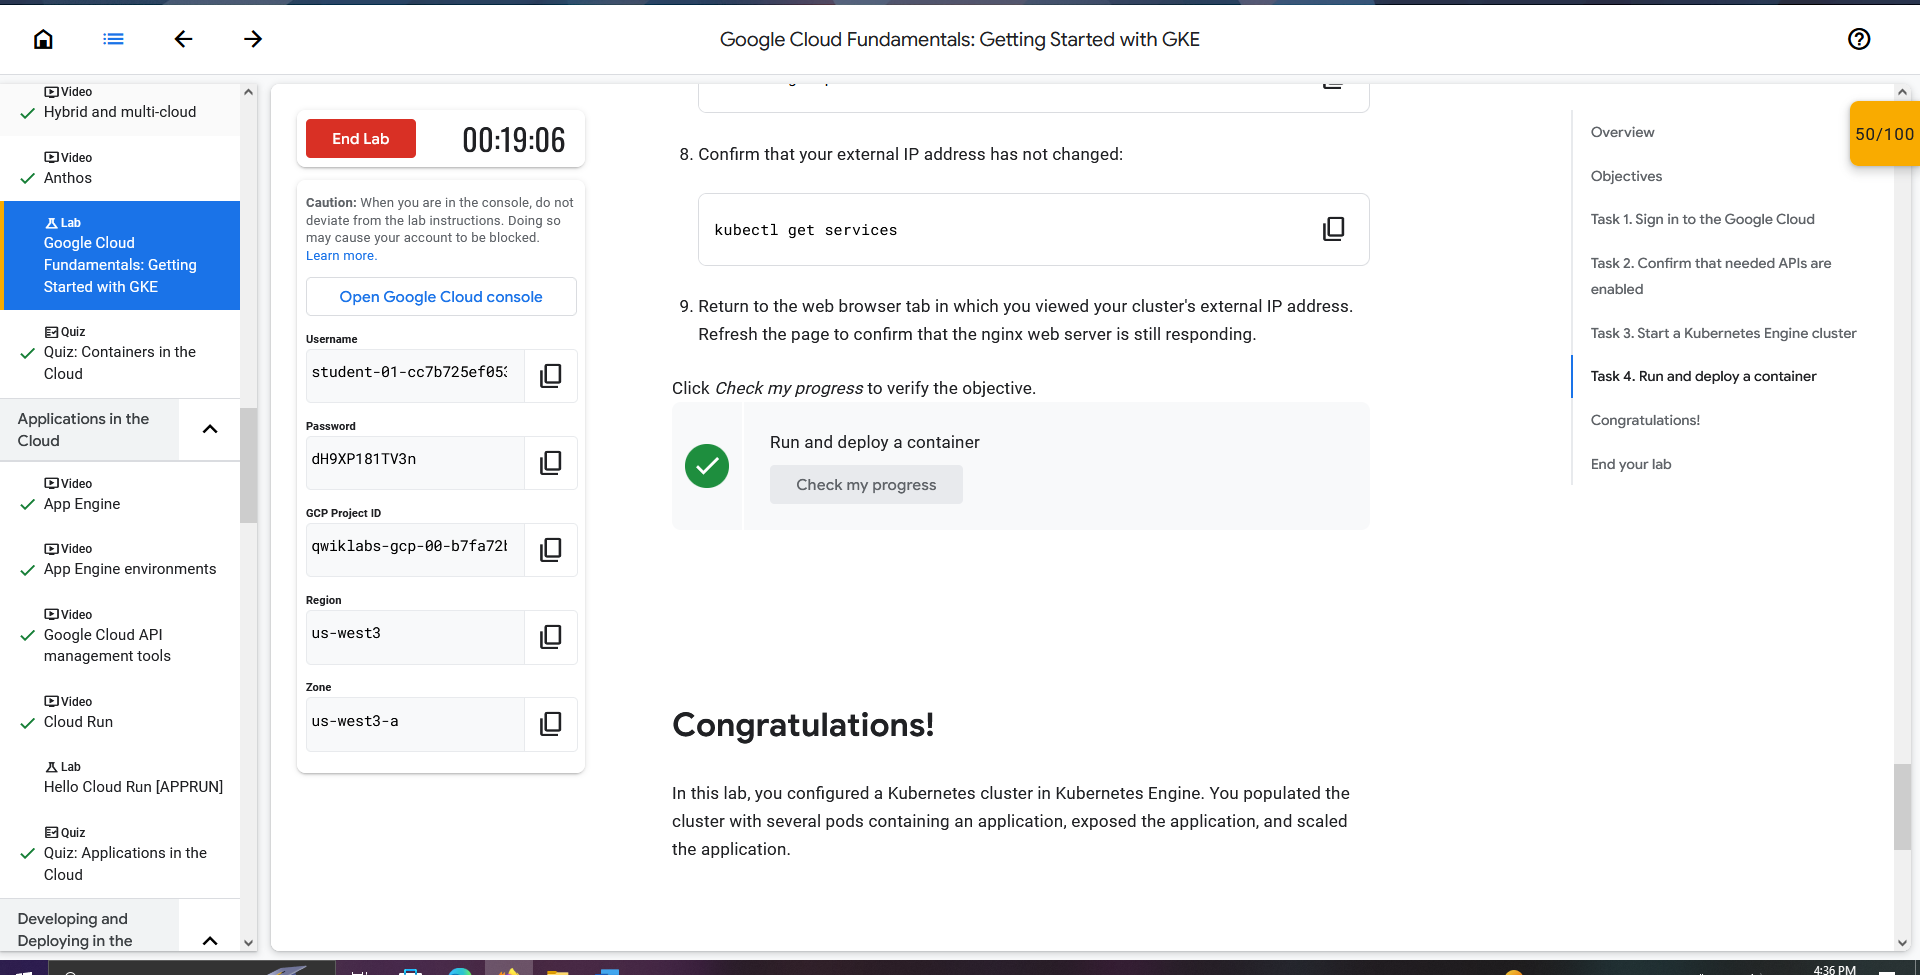 Google Cloud Fundamentals: Getting Started with GKE
Video
Hybrid and multi-cloud
Video
Anthos
Lab
Google Cloud
Fundamentals: Getting
Started with GKE
Quiz
Quiz: Containers in the
Cloud
Applications in the
Cloud
Video
App Engine
Video
App Engine environments
Video
Google Cloud API
management tools
Video
Cloud Run
Lab
Hello Cloud Run [APPRUN]
Quiz
Quiz: Applications in the
Cloud
Developing and
Deploying in the
End Lab
00:19:06
Caution: When you are in the console, do not
deviate from the lab instructions. Doing so
may cause your account to be blocked.
Learn more.
Open Google Cloud console
Username
student-01-cc7b725ef053
Password
dH9XP181TV3n
GCP Project ID
qwiklabs-gcp-00-b7fa72b
Region
us-west3
Zone
us-west3-a
8. Confirm that your external IP address has not changed:
kubectl get services
9. Return to the web browser tab in which you viewed your cluster's external IP address.
Refresh the page to confirm that the nginx web server is still responding.
Click Check my progress to verify the objective.
Run and deploy a container
Check my progress
Congratulations!
In this lab, you configured a Kubernetes cluster in Kubernetes Engine. You populated the
cluster with several pods containing an application, exposed the application, and scaled
the application.
Overview
Objectives
Task 1. Sign in to the Google Cloud
Task 2. Confirm that needed APIs are
enabled
Task 3. Start a Kubernetes Engine cluster
Task 4. Run and deploy a container
Congratulations!
End your lab
50/100
4:36 PM